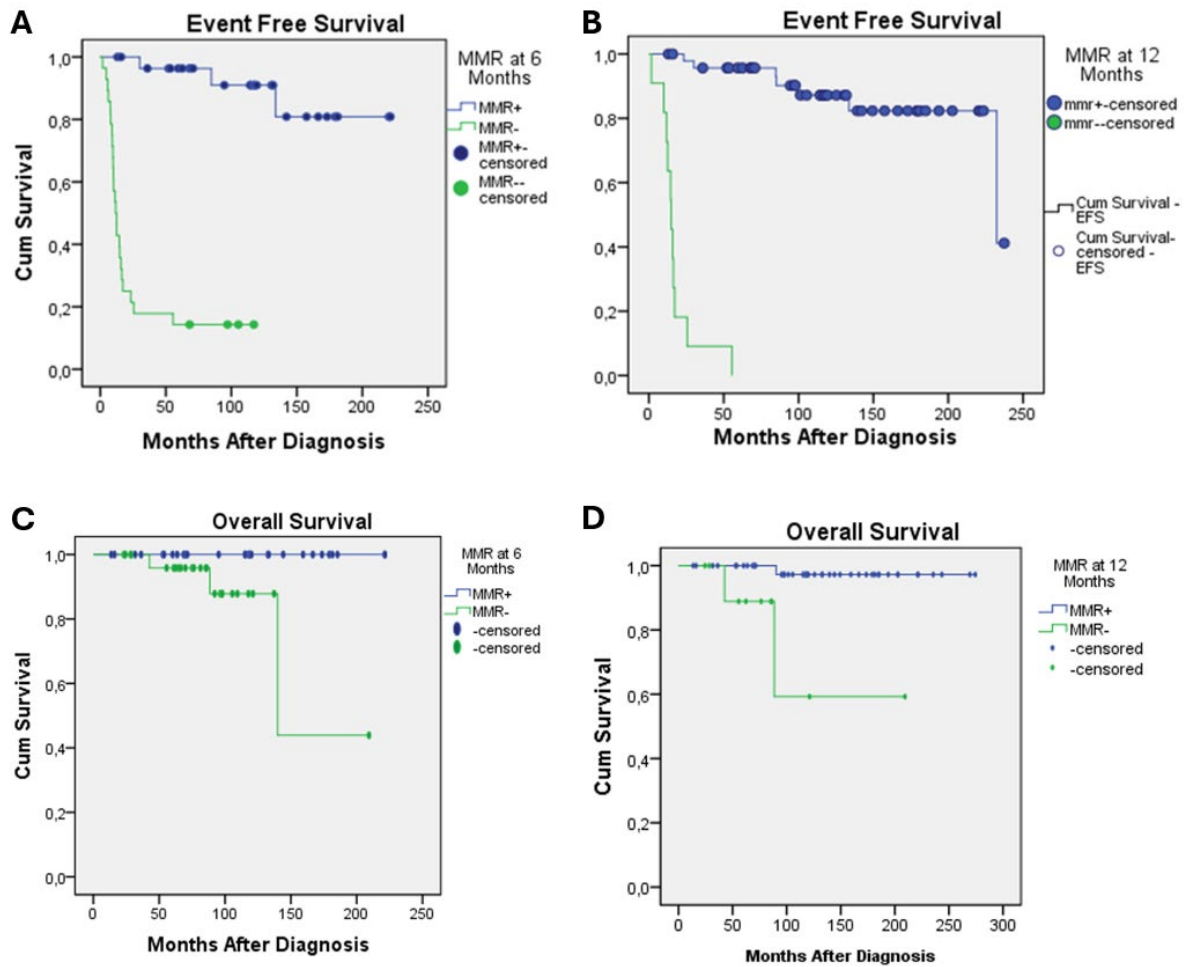 A
Event Free Survival
Cum Survival
1,0
0,8
0,6
0,4
0,2
0,0
0 50 100 150 200 250
Months After Diagnosis
MMR at 6
Months
MMR+
MMR-
MMR+-
censored
MMR--
censored
B
Event Free Survival
Cum Survival
1,0
0,8
0,6
0,4
0,2
0,0
0 50 100 150 200 250
Months After Diagnosis
MMR at 12
Months
mmr+-censored
mmr--censored
Cum Survival -
EFS
Cum Survival-
censored -
EFS
C
Overall Survival
Cum Survival
1,0
0,8
0,6
0,4
0,2
0,0
0 50 100 150 200 250
Months After Diagnosis
MMR at 6
Months
MMR+
MMR-
-censored
-censored
D
Overall Survival
Cum Survival
1,0
0,8
0,6
0,4
0,2
0,0
0 50 100 150 200 250 300
Months After Diagnosis
MMR at 12
Months
MMR+
MMR-
-censored
-censored